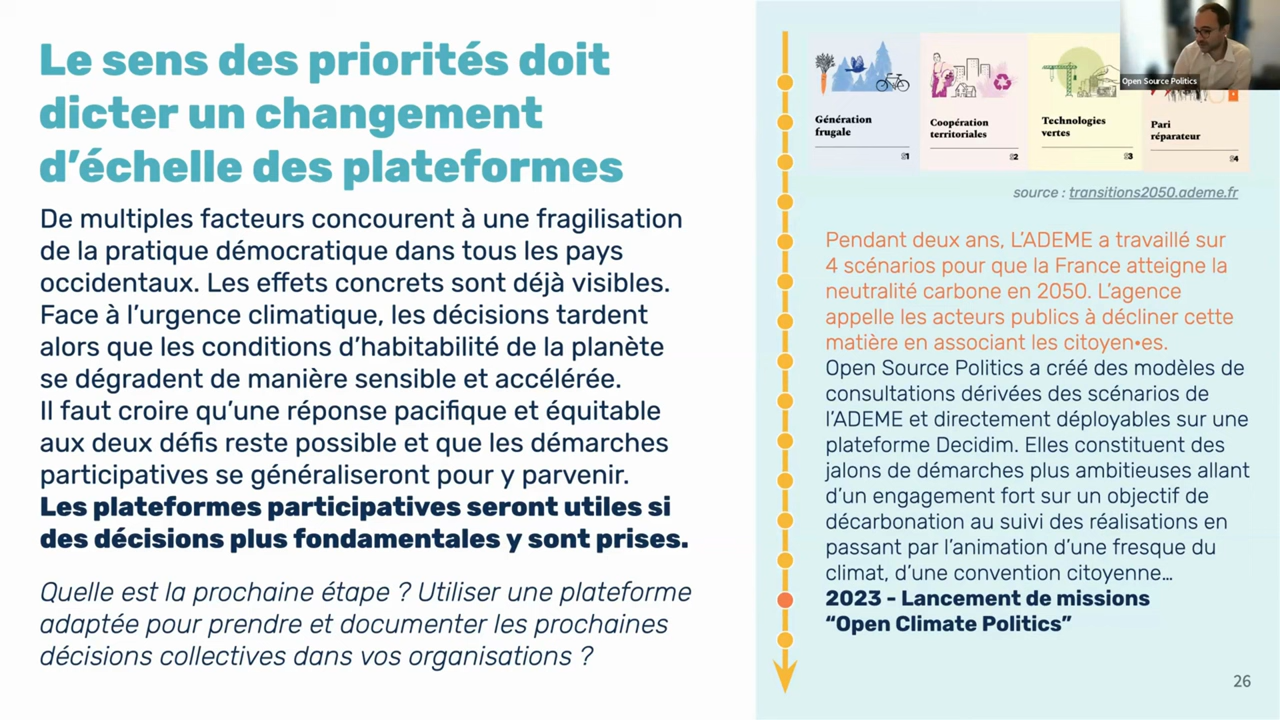 Le sens des priorités doit
dicter un changement
d'échelle des plateformes
De multiples facteurs concourent à une fragilisation
de la pratique démocratique dans tous les pays
occidentaux. Les effets concrets sont déjà visibles.
Face à l'urgence climatique, les décisions tardent
alors que les conditions d'habitabilité de la planète
se dégradent de manière sensible et accélérée.
Il faut croire qu'une réponse pacifique et équitable
aux deux défis reste possible et que les démarches
participatives se généraliseront pour y parvenir.
Les plateformes participatives seront utiles si
des décisions plus fondamentales y sont prises.
Quelle est la prochaine étape ? Utiliser une plateforme
adaptée pour prendre et documenter les prochaines
décisions collectives dans vos organisations ?
Open Source Politics
Génération
frugale
Coopération
territoriales
Technologies
vertes
Pari
réparateur
S1
S2
S3
S4
source : transitions2050.ademe.fr
Pendant deux ans, L'ADEME a travaillé sur
4 scénarios pour que la France atteigne la
neutralité carbone en 2050. L'agence
appelle les acteurs publics à décliner cette
matière en associant les citoyen•es.
Open Source Politics a créé des modèles de
consultations dérivées des scénarios de
l'ADEME et directement déployables sur une
plateforme Decidim. Elles constituent des
jalons de démarches plus ambitieuses allant
d'un engagement fort sur un objectif de
décarbonation au suivi des réalisations en
passant par l'animation d'une fresque du
climat, d'une convention citoyenne…
2023 - Lancement de missions
“Open Climate Politics”
26